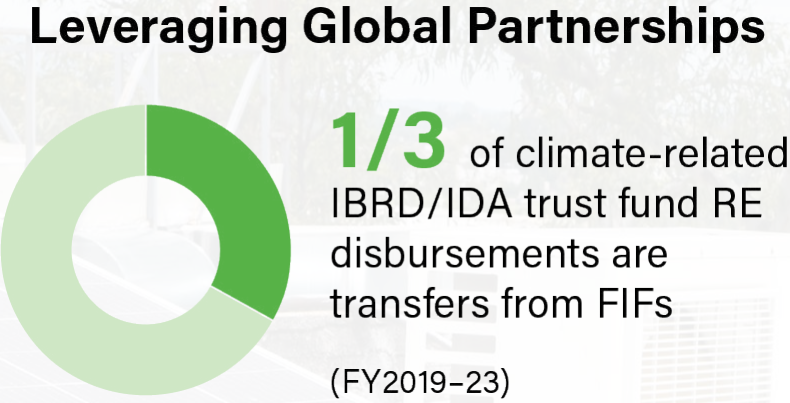 Leveraging Global Partnerships
1/3 of climate-related
IBRD/IDA trust fund RE
disbursements are
transfers from FIFs
(FY2019–23)